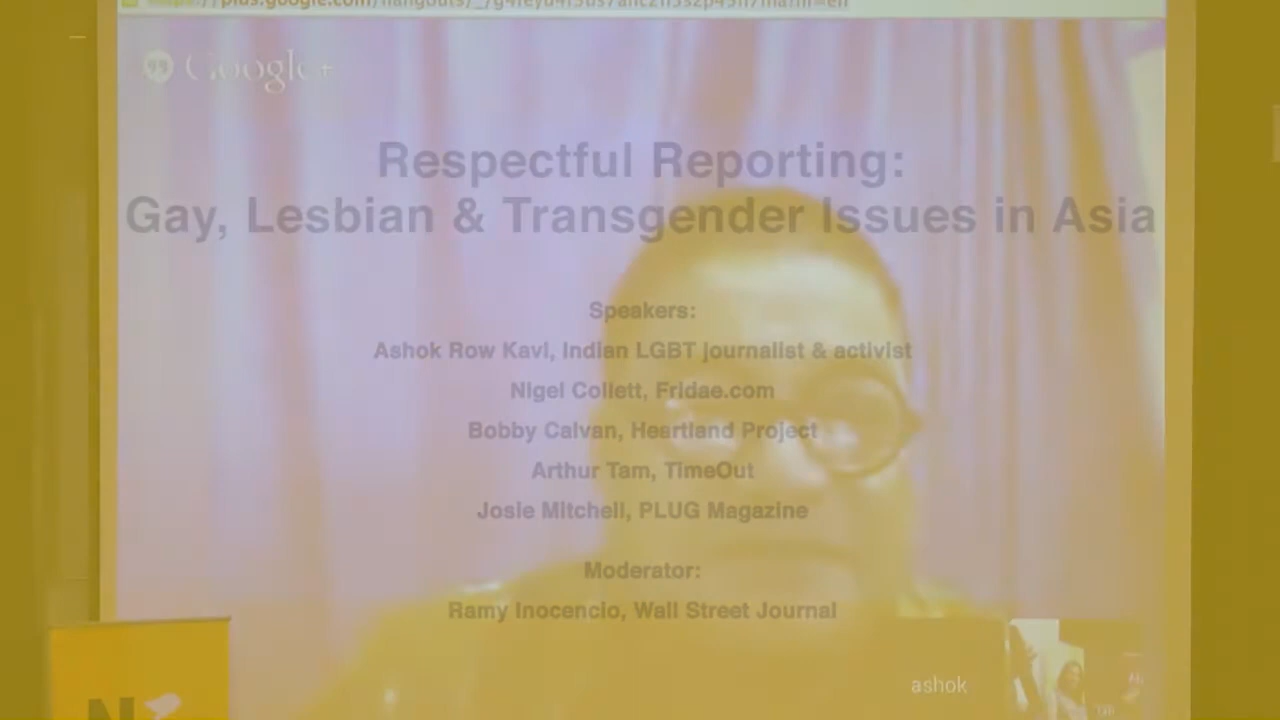 Google+
Respectful Reporting:
Gay, Lesbian & Transgender Issues in Asia
Speakers:
Ashok Row Kavi, Indian LGBT journalist & activist
Nigel Collett, Fridae.com
Bobby Calvan, Heartland Project
Arthur Tam, TimeOut
Josie Mitchell, PLUG Magazine
Moderator:
Ramy Inocencio, Wall Street Journal
ashok